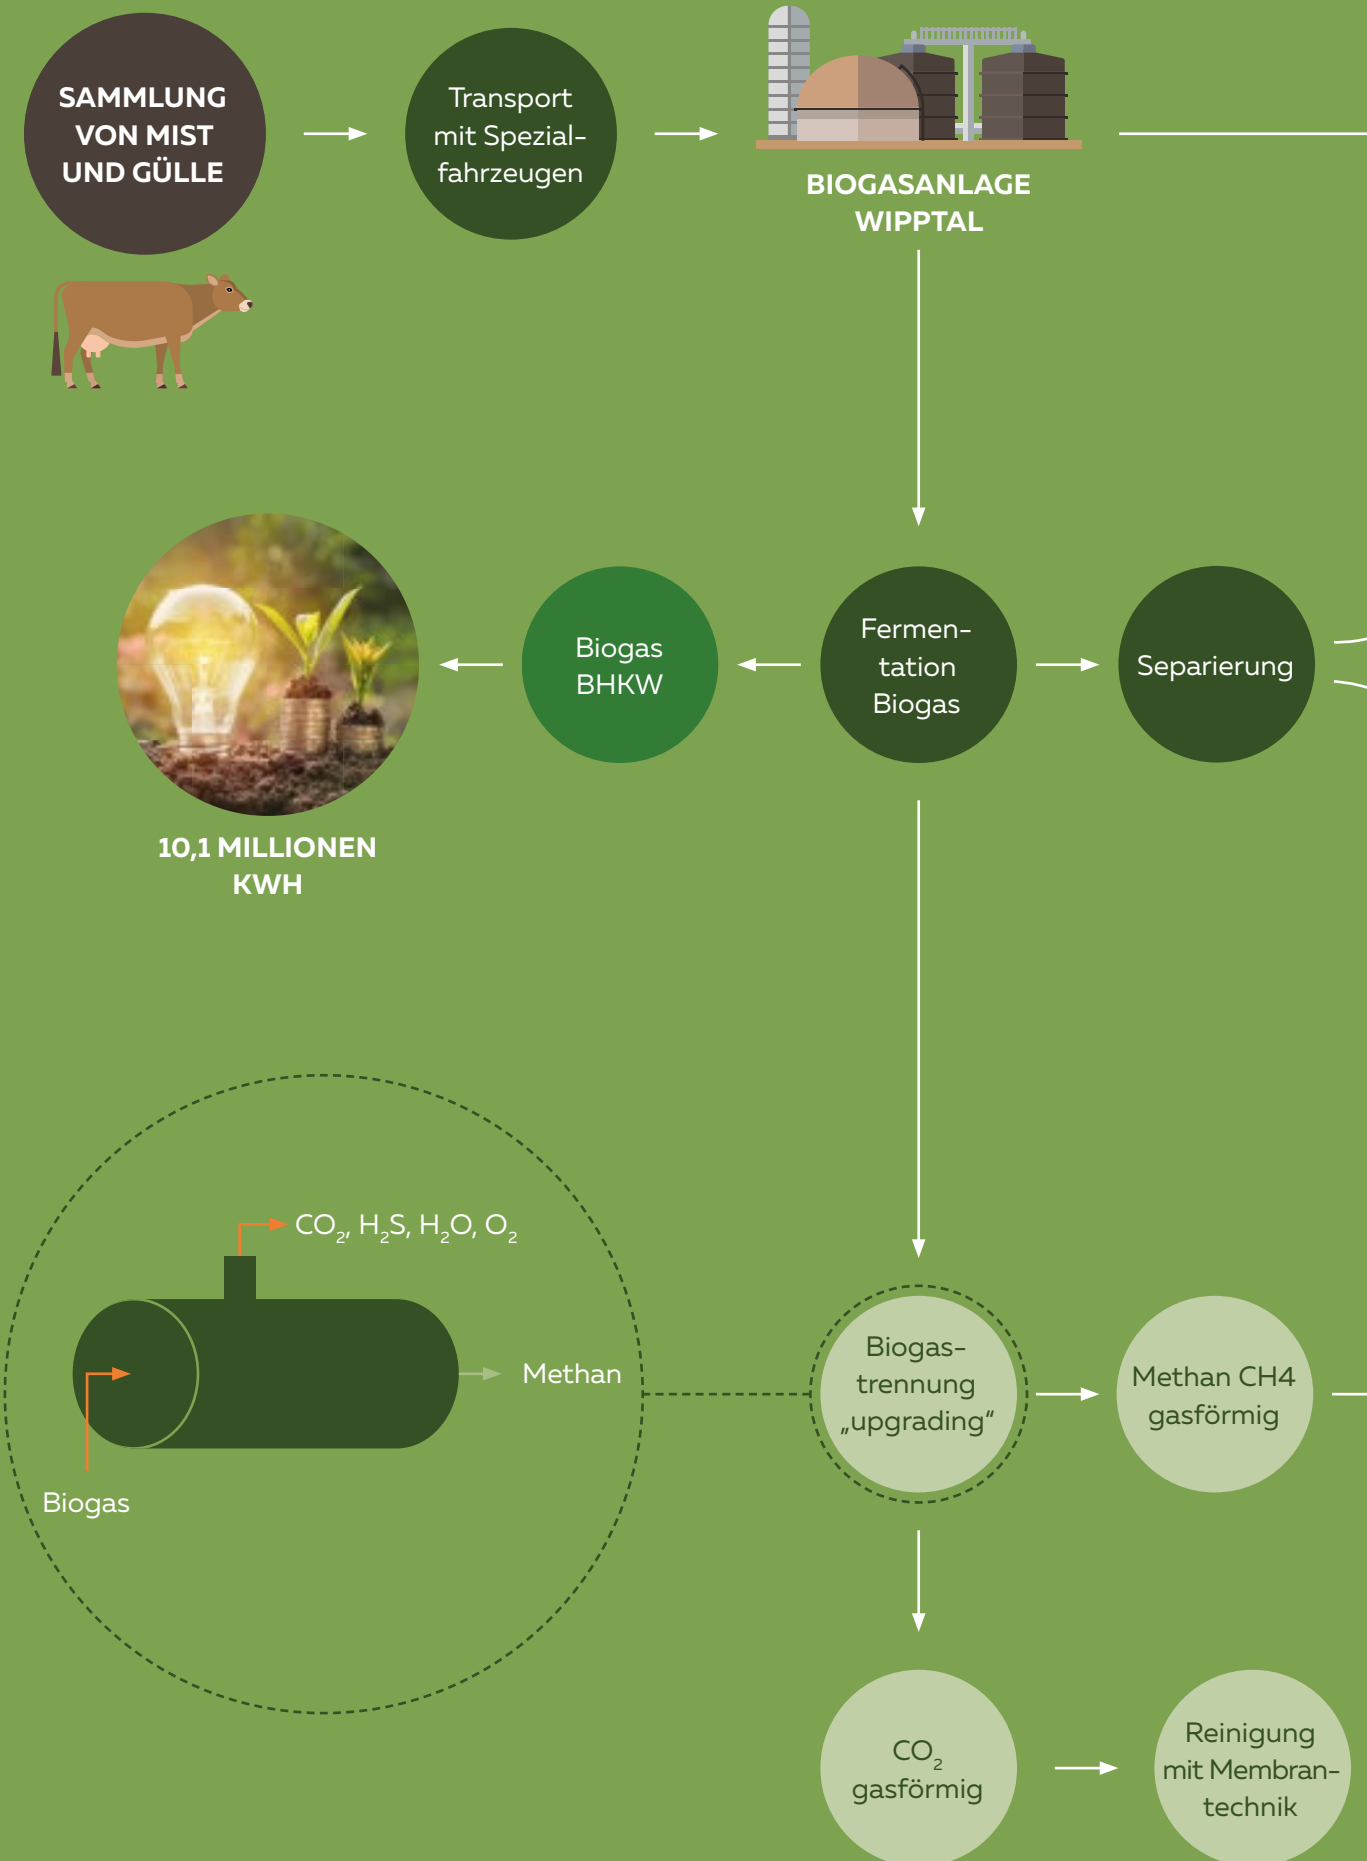 SAMMLUNG
VON MIST
UND GÜLLE
Transport
mit Spezial-
fahrzeugen
BIOGASANLAGE
WIPPTAL
Biogas
BHKW
Fermen-
tation
Biogas
Separierung
10,1 MILLIONEN
KWH
CO₂, H₂S, H₂O, O₂
Methan
Biogas
Biogas-
trennung
„upgrading“
Methan CH4
gasförmig
CO₂
gasförmig
Reinigung
mit Membran-
technik